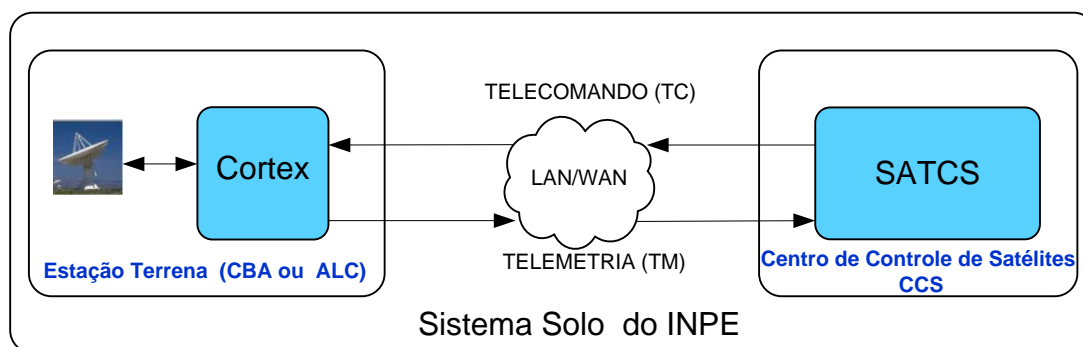 TELECOMANDO (TC)
Cortex
LAN/WAN
SATCS
Estação Terrena (CBA ou ALC)
TELEMETRIA (TM)
Centro de Controle de Satélites
CCS
Sistema Solo do INPE